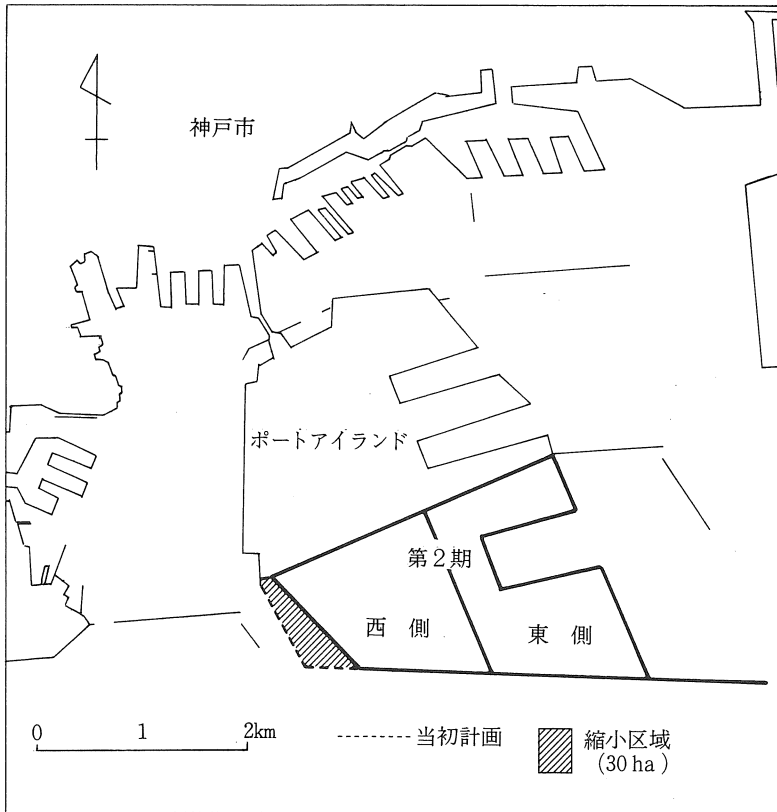 神戸市
ポートアイランド
第2期
西側
東側
0 1 2km
当初計画
縮小区域
(30 ha)